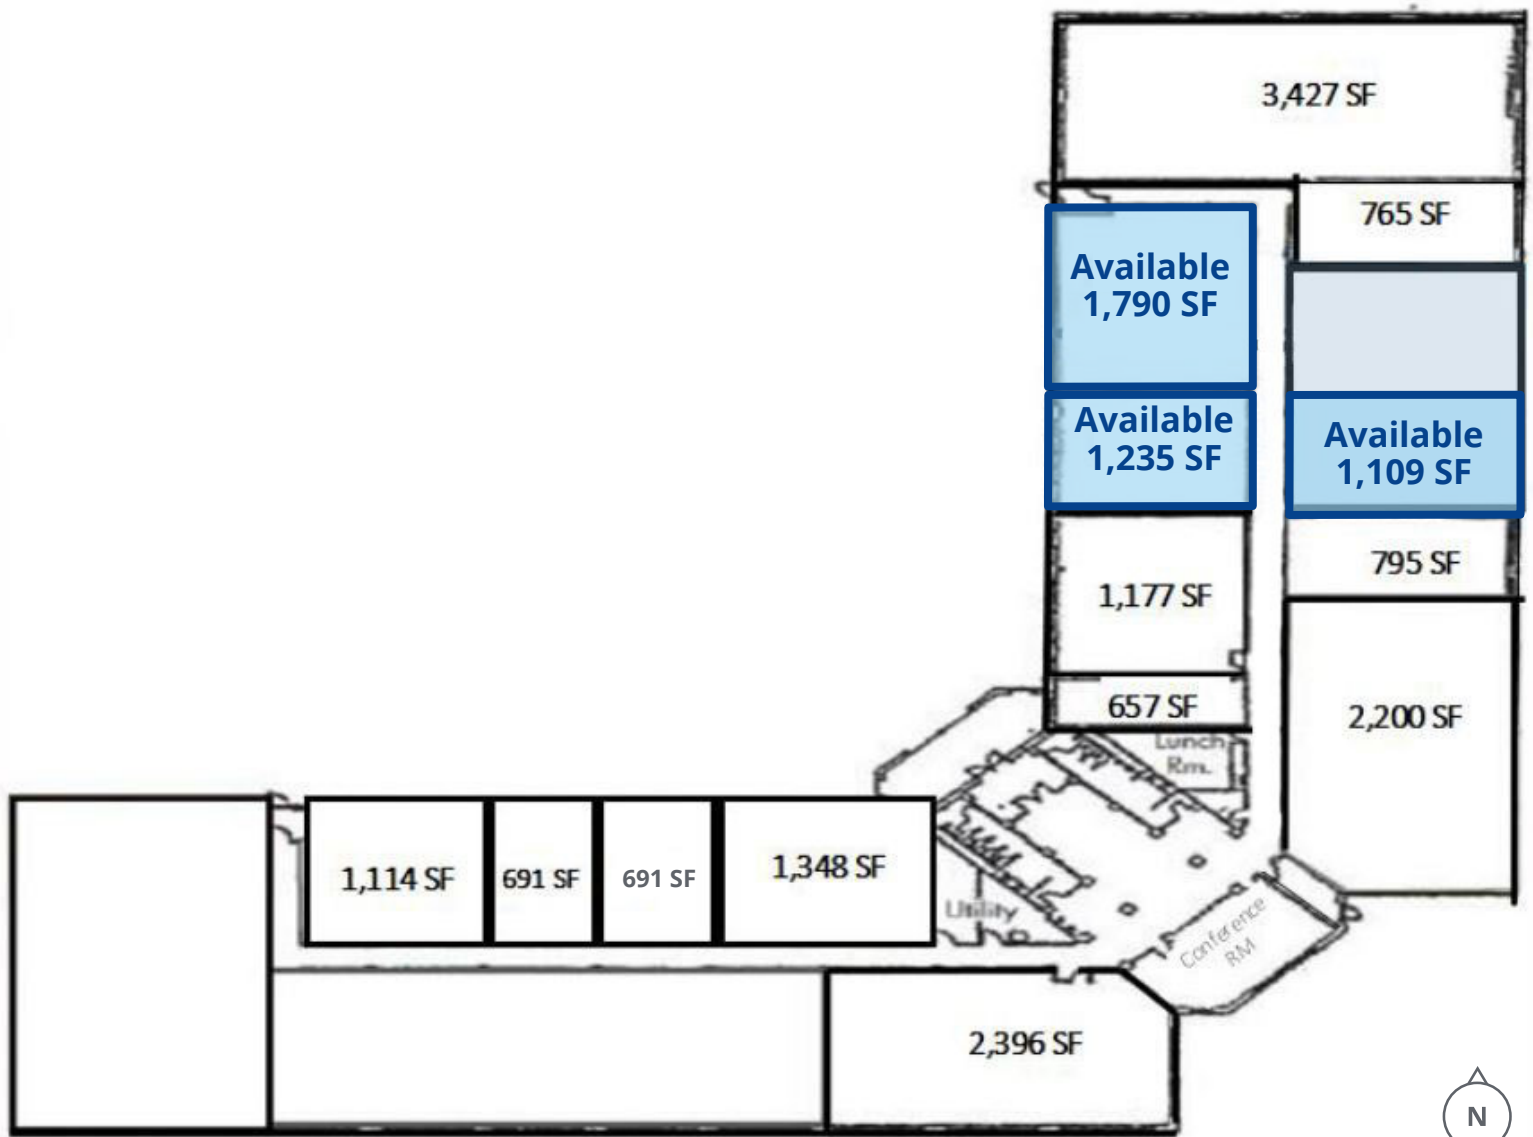 3,427 SF
765 SF
Available
1,790 SF
Available
1,235 SF
Available
1,109 SF
795 SF
1,177 SF
657 SF
2,200 SF
Lunch
Rm.
1,114 SF
691 SF
691 SF
1,348 SF
Utility
Conference
RM
2,396 SF
N